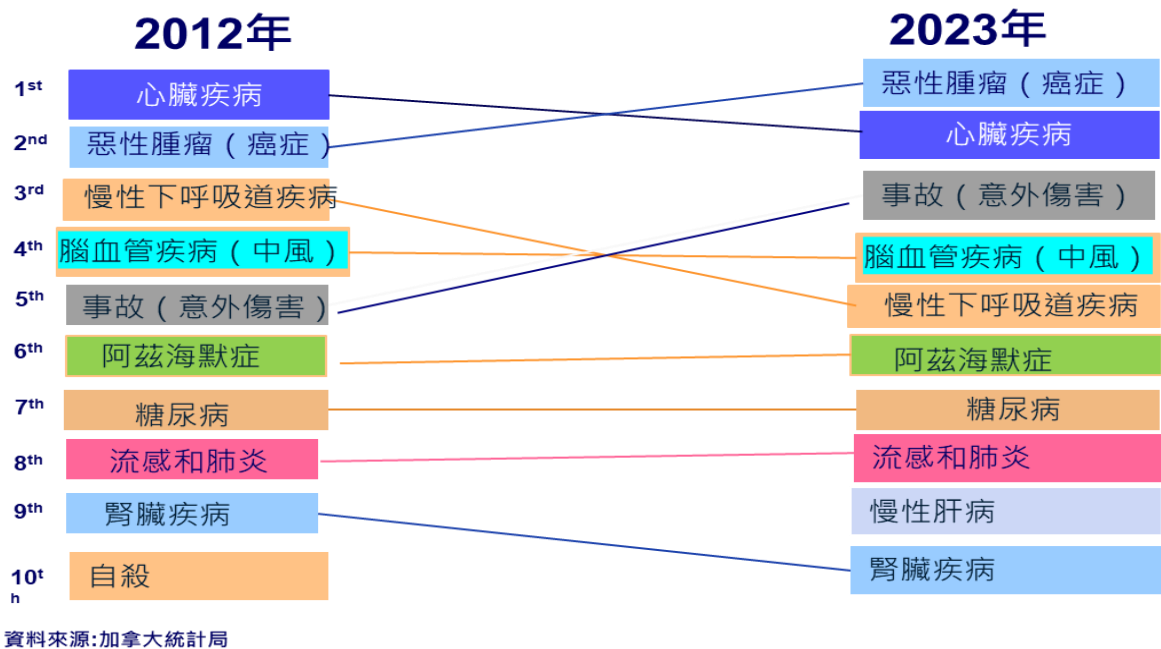 2012年
2023年
1st
心臟疾病
惡性腫瘤（癌症）
2nd
惡性腫瘤（癌症）
心臟疾病
3rd
慢性下呼吸道疾病
事故（意外傷害）
4th
腦血管疾病（中風）
腦血管疾病（中風）
5th
事故（意外傷害）
慢性下呼吸道疾病
6th
阿茲海默症
阿茲海默症
7th
糖尿病
糖尿病
8th
流感和肺炎
流感和肺炎
9th
腎臟疾病
慢性肝病
10th
自殺
腎臟疾病
資料來源:加拿大統計局